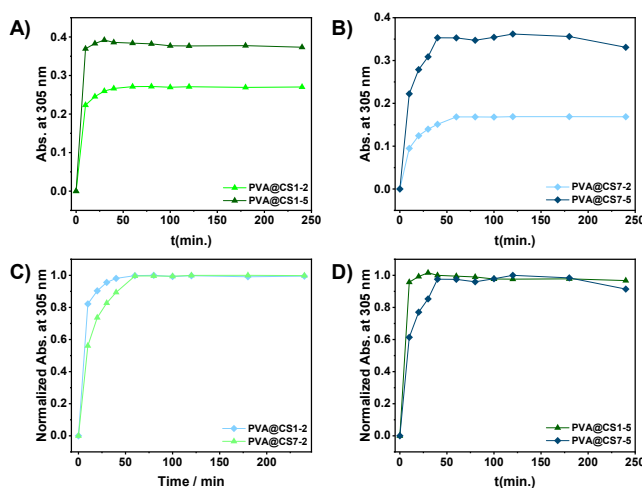 A)
Abs. at 305 nm
0.4
0.3
0.2
0.1
0.0
0 50 100 150 200 250
t(min.)
PVA@CS1-2
PVA@CS1-5
B)
Abs. at 305 nm
0.4
0.3
0.2
0.1
0.0
0 50 100 150 200 250
t(min.)
PVA@CS7-2
PVA@CS7-5
C)
Normalized Abs. at 305 nm
1.0
0.8
0.6
0.4
0.2
0.0
0 50 100 150 200
Time / min
PVA@CS1-2
PVA@CS7-2
D)
Normalized Abs. at 305 nm
1.0
0.8
0.6
0.4
0.2
0.0
0 50 100 150 200 250
t(min.)
PVA@CS1-5
PVA@CS7-5